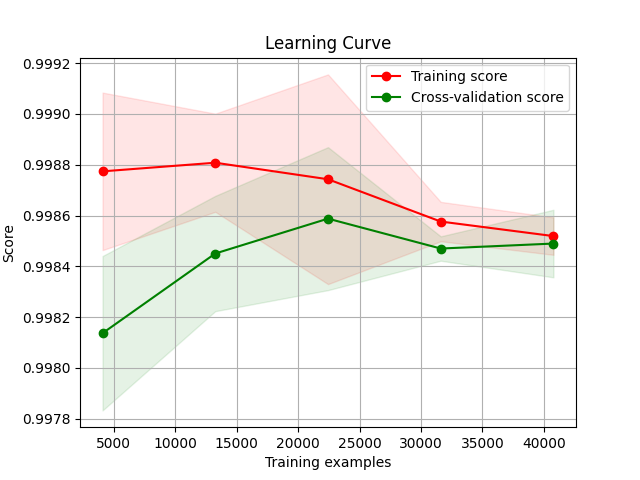 Learning Curve
Training score
Cross-validation score
Score
0.9992
0.9990
0.9988
0.9986
0.9984
0.9982
0.9980
0.9978
5000 10000 15000 20000 25000 30000 35000 40000
Training examples